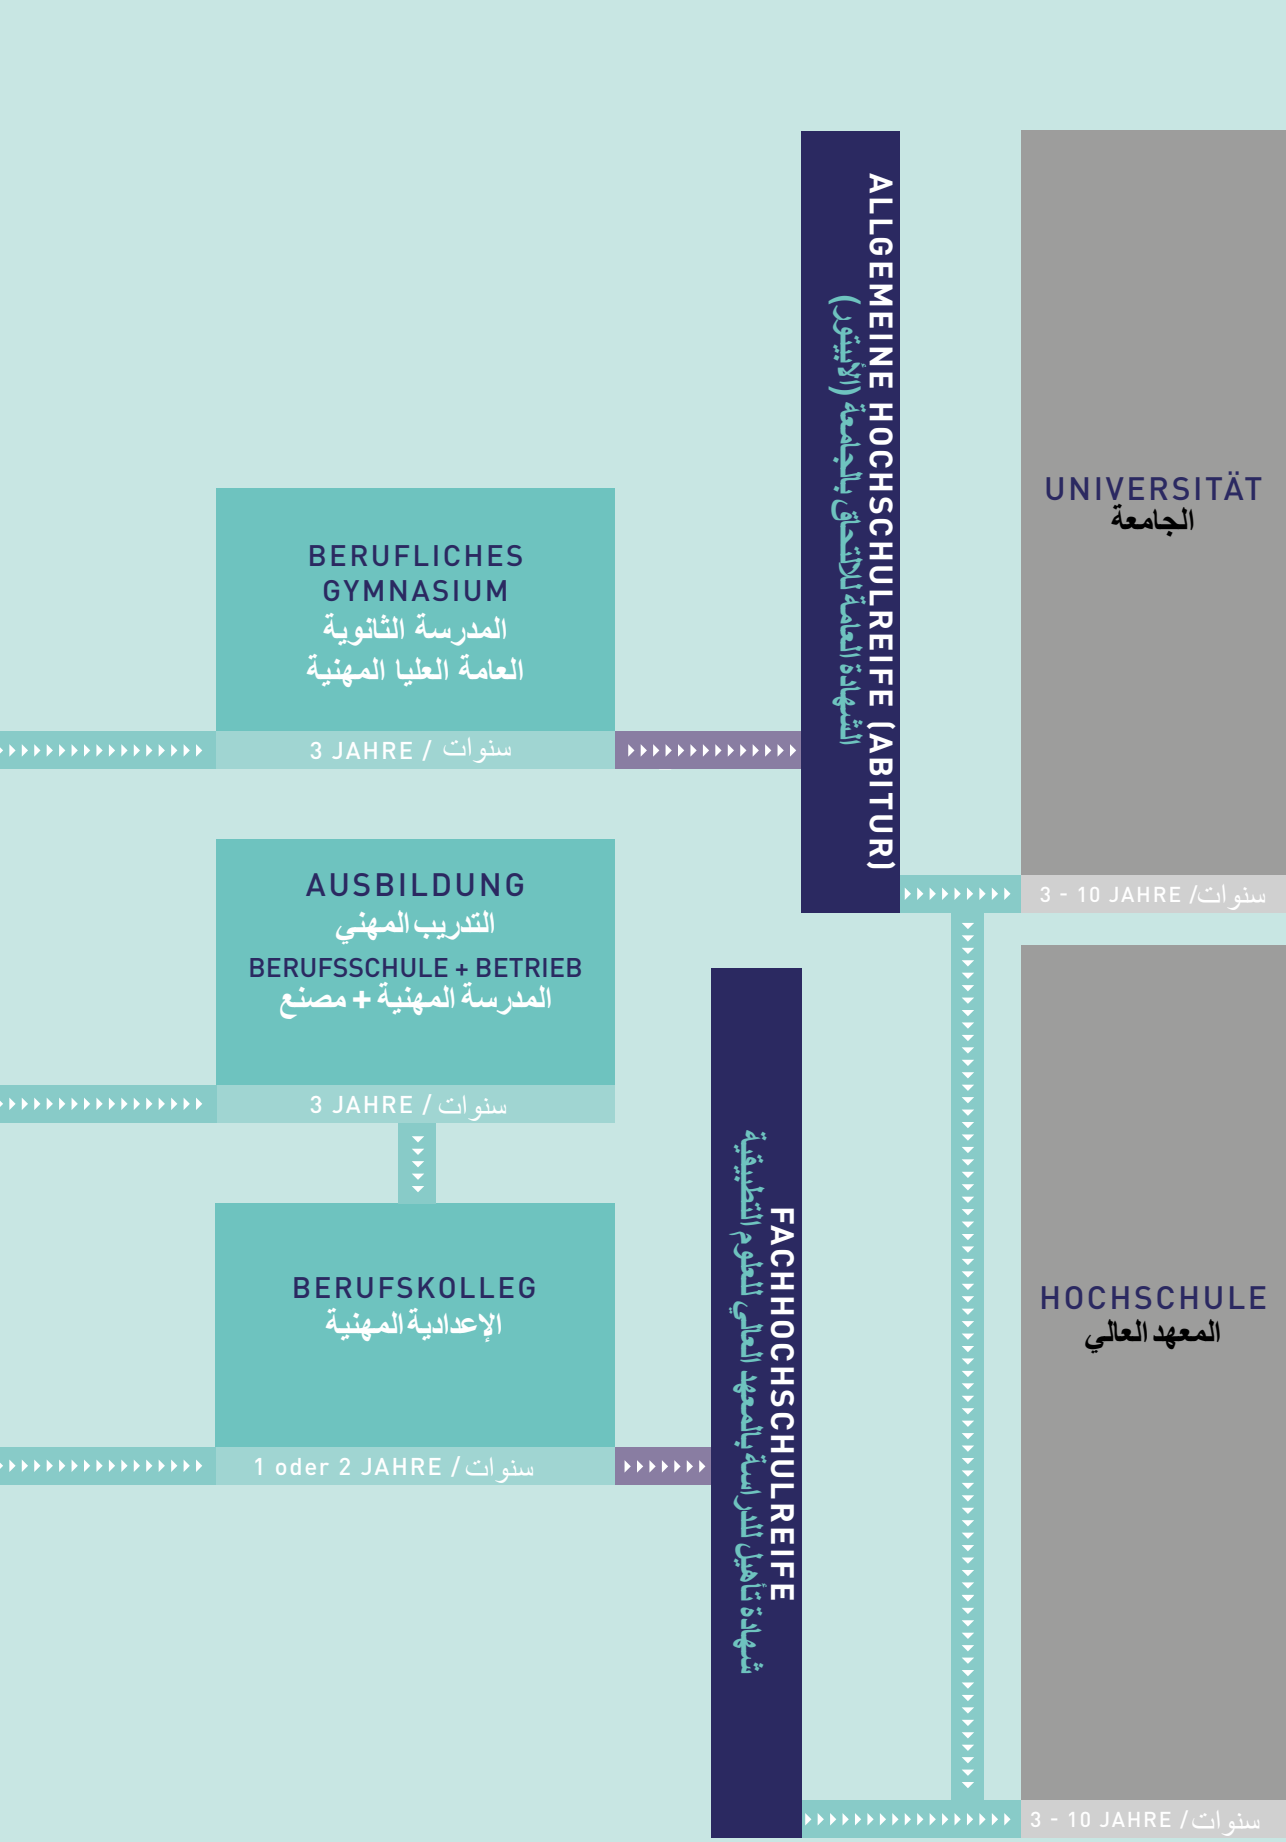 BERUFLICHES
GYMNASIUM
المدرسة الثانوية
العامة العليا المهنية
3 JAHRE / سنوات
AUSBILDUNG
التدريب المهني
BERUFSSCHULE + BETRIEB
المدرسة المهنية + مصنع
3 JAHRE / سنوات
BERUFSKOLLEG
الإعدادية المهنية
1 oder 2 JAHRE / سنوات
ALLGEMEINE HOCHSCHULREIFE (ABITUR)
الشهادة العامة للالتحاق بالجامعة (الأبيتور)
FACHHOCHSCHULREIFE
شهادة تأهيل للدراسة بالمعهد العالي للعلوم التطبيقية
UNIVERSITÄT
الجامعة
3 - 10 JAHRE /سنوات
HOCHSCHULE
المعهد العالي
3 - 10 JAHRE /سنوات